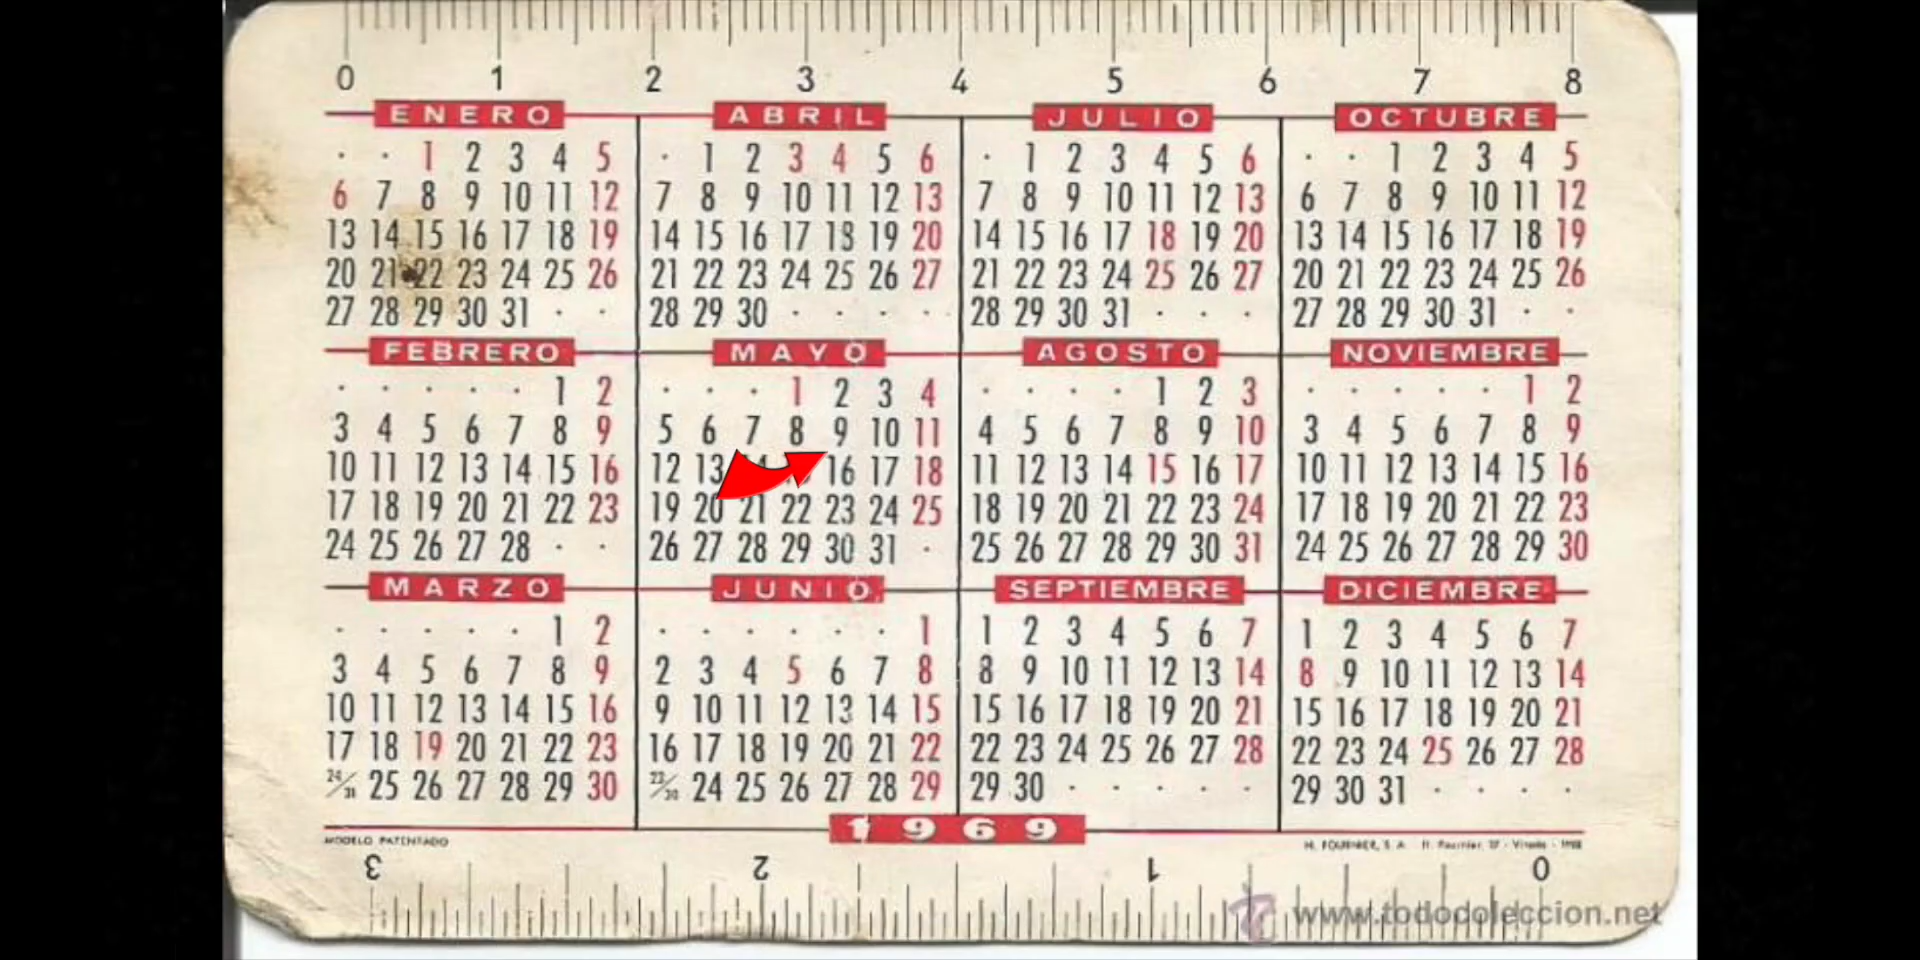 0 1 2 3 4 5 6 7 8
ENERO
· · 1 2 3 4 5
6 7 8 9 10 11 12
13 14 15 16 17 18 19
20 21 22 23 24 25 26
27 28 29 30 31 · ·
FEBRERO
· · · · · 1 2
3 4 5 6 7 8 9
10 11 12 13 14 15 16
17 18 19 20 21 22 23
24 25 26 27 28 · ·
MARZO
· · · · · 1 2
3 4 5 6 7 8 9
10 11 12 13 14 15 16
17 18 19 20 21 22 23
24/31 25 26 27 28 29 30
ABRIL
· 1 2 3 4 5 6
7 8 9 10 11 12 13
14 15 16 17 18 19 20
21 22 23 24 25 26 27
28 29 30 · · · ·
MAYO
· · · 1 2 3 4
5 6 7 8 9 10 11
12 13 16 17 18
19 20 21 22 23 24 25
26 27 28 29 30 31 ·
JUNIO
· · · · · · 1
2 3 4 5 6 7 8
9 10 11 12 13 14 15
16 17 18 19 20 21 22
23/30 24 25 26 27 28 29
JULIO
· 1 2 3 4 5 6
7 8 9 10 11 12 13
14 15 16 17 18 19 20
21 22 23 24 25 26 27
28 29 30 31 · · ·
AGOSTO
· · · · 1 2 3
4 5 6 7 8 9 10
11 12 13 14 15 16 17
18 19 20 21 22 23 24
25 26 27 28 29 30 31
SEPTIEMBRE
1 2 3 4 5 6 7
8 9 10 11 12 13 14
15 16 17 18 19 20 21
22 23 24 25 26 27 28
29 30 · · · · ·
OCTUBRE
· · 1 2 3 4 5
6 7 8 9 10 11 12
13 14 15 16 17 18 19
20 21 22 23 24 25 26
27 28 29 30 31 · ·
NOVIEMBRE
· · · · · 1 2
3 4 5 6 7 8 9
10 11 12 13 14 15 16
17 18 19 20 21 22 23
24 25 26 27 28 29 30
DICIEMBRE
1 2 3 4 5 6 7
8 9 10 11 12 13 14
15 16 17 18 19 20 21
22 23 24 25 26 27 28
29 30 31 · · · ·
1969
MODELO PATENTADO
H. FOURNIER, S. A. H. Fournier, Vitoria
3 2 1 0
www.todocoleccion.net